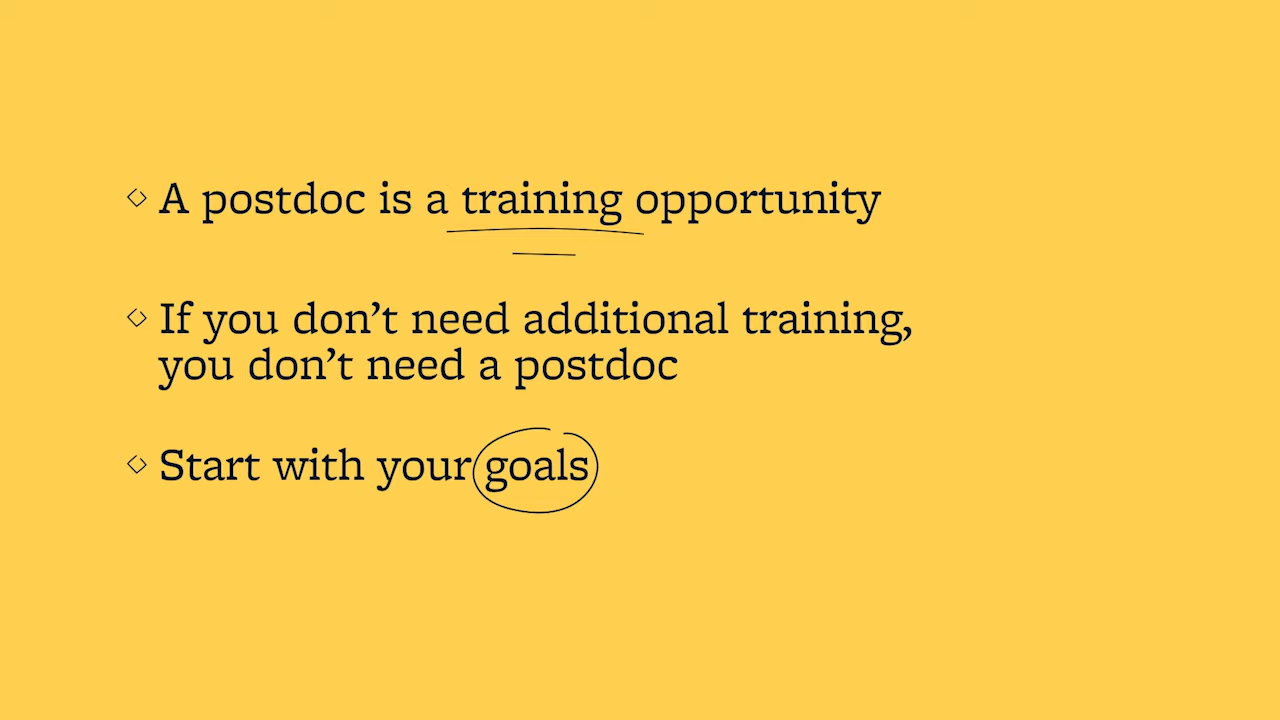 A postdoc is a training opportunity
If you don’t need additional training,
you don’t need a postdoc
Start with your goals